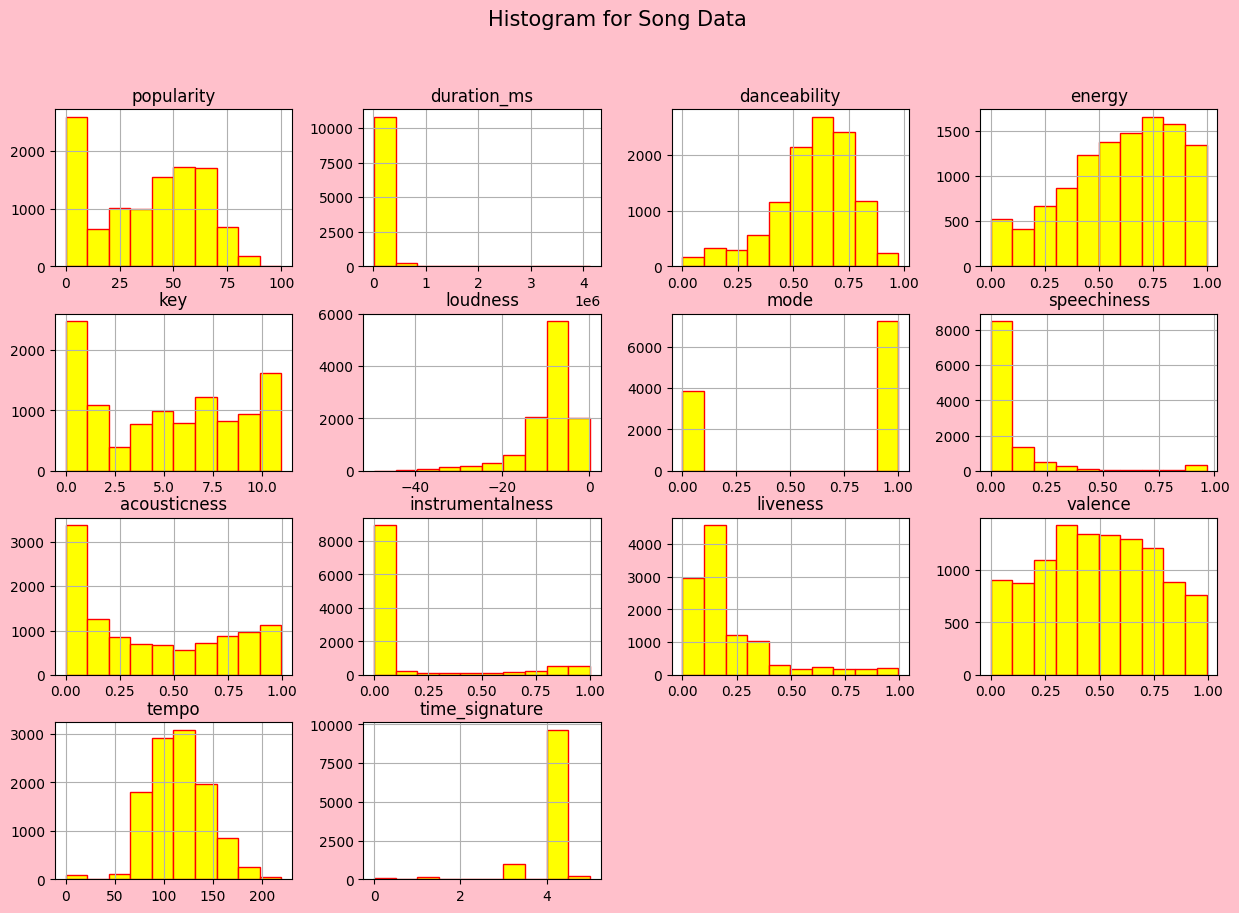 Histogram for Song Data
popularity duration_ms danceability energy
2000 10000 2000 1500
7500 1000
1000 5000 1000
2500 500
0 0 0 0
0 25 50 75 100 0 1 2 3 4 0.00 0.25 0.50 0.75 1.00 0.00 0.25 0.50 0.75 1.00
1e6
key loudness mode speechiness
2000 6000 6000 8000
4000 4000 6000
1000 4000
2000 2000 2000
0 0 0 0
0.0 2.5 5.0 7.5 10.0 −40 −20 0 0.00 0.25 0.50 0.75 1.00 0.00 0.25 0.50 0.75 1.00
acousticness instrumentalness liveness valence
3000 8000 4000 1000
6000 3000
2000 4000 2000 500
1000 2000 1000
0 0 0 0
0.00 0.25 0.50 0.75 1.00 0.00 0.25 0.50 0.75 1.00 0.00 0.25 0.50 0.75 1.00 0.00 0.25 0.50 0.75 1.00
tempo time_signature
3000 10000
7500
2000 5000
1000 2500
0 0
0 50 100 150 200 0 2 4